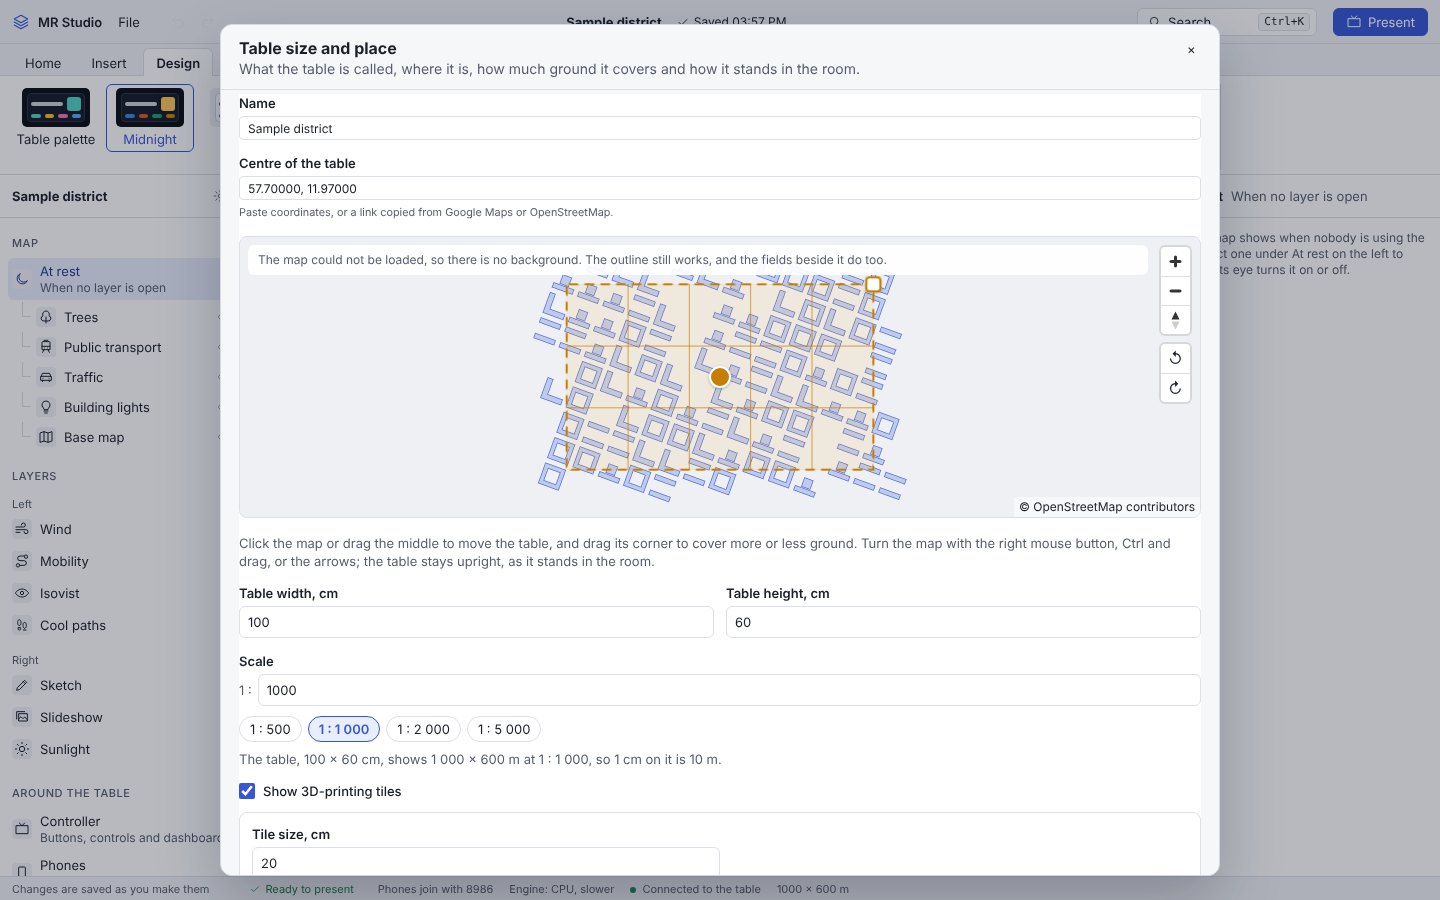 MR Studio
File
Sample district
Saved 03:57 PM
Search
Ctrl+K
Present
Home
Insert
Design
Table palette
Midnight
Sample district
When no layer is open
MAP
At rest
When no layer is open
Trees
Public transport
Traffic
Building lights
Base map
LAYERS
Left
Wind
Mobility
Isovist
Cool paths
Right
Sketch
Slideshow
Sunlight
AROUND THE TABLE
Controller
Buttons, controls and dashboard
Phones
Table size and place
What the table is called, where it is, how much ground it covers and how it stands in the room.
×
Name
Sample district
Centre of the table
57.70000, 11.97000
Paste coordinates, or a link copied from Google Maps or OpenStreetMap.
The map could not be loaded, so there is no background. The outline still works, and the fields beside it do too.
© OpenStreetMap contributors
Click the map or drag the middle to move the table, and drag its corner to cover more or less ground. Turn the map with the right mouse button, Ctrl and
drag, or the arrows; the table stays upright, as it stands in the room.
Table width, cm
Table height, cm
100
60
Scale
1 :
1000
1 : 500
1 : 1 000
1 : 2 000
1 : 5 000
The table, 100 × 60 cm, shows 1 000 × 600 m at 1 : 1 000, so 1 cm on it is 10 m.
Show 3D-printing tiles
Tile size, cm
20
ap shows when nobody is using the
ct one under At rest on the left to
ts eye turns it on or off.
Changes are saved as you make them
Ready to present
Phones join with 8986
Engine: CPU, slower
Connected to the table
1000 × 600 m